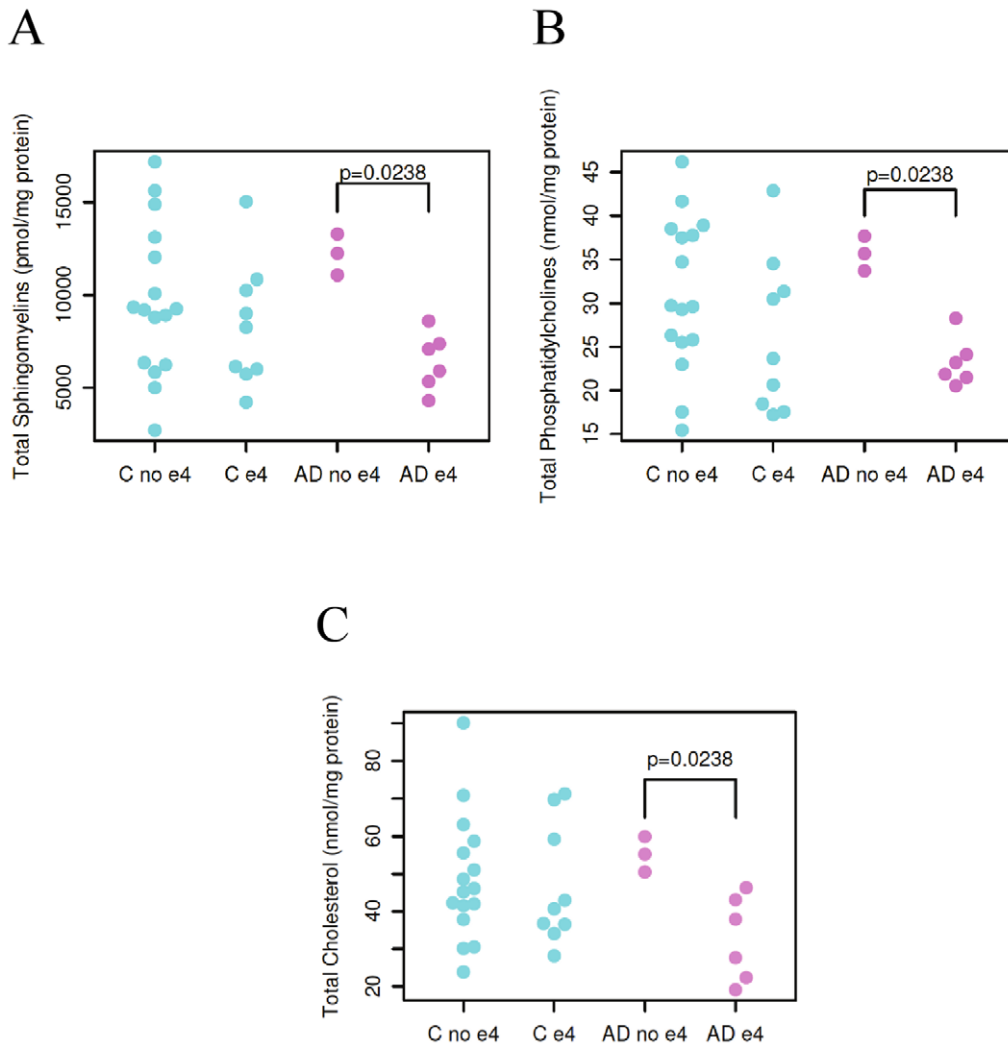 A
Total Sphingomyelins (pmol/mg protein)
15000
10000
5000
p=0.0238
C no e4
C e4
AD no e4
AD e4
B
Total Phosphatidylcholines (nmol/mg protein)
45
40
35
30
25
20
15
p=0.0238
C no e4
C e4
AD no e4
AD e4
C
Total Cholesterol (nmol/mg protein)
80
60
40
20
p=0.0238
C no e4
C e4
AD no e4
AD e4